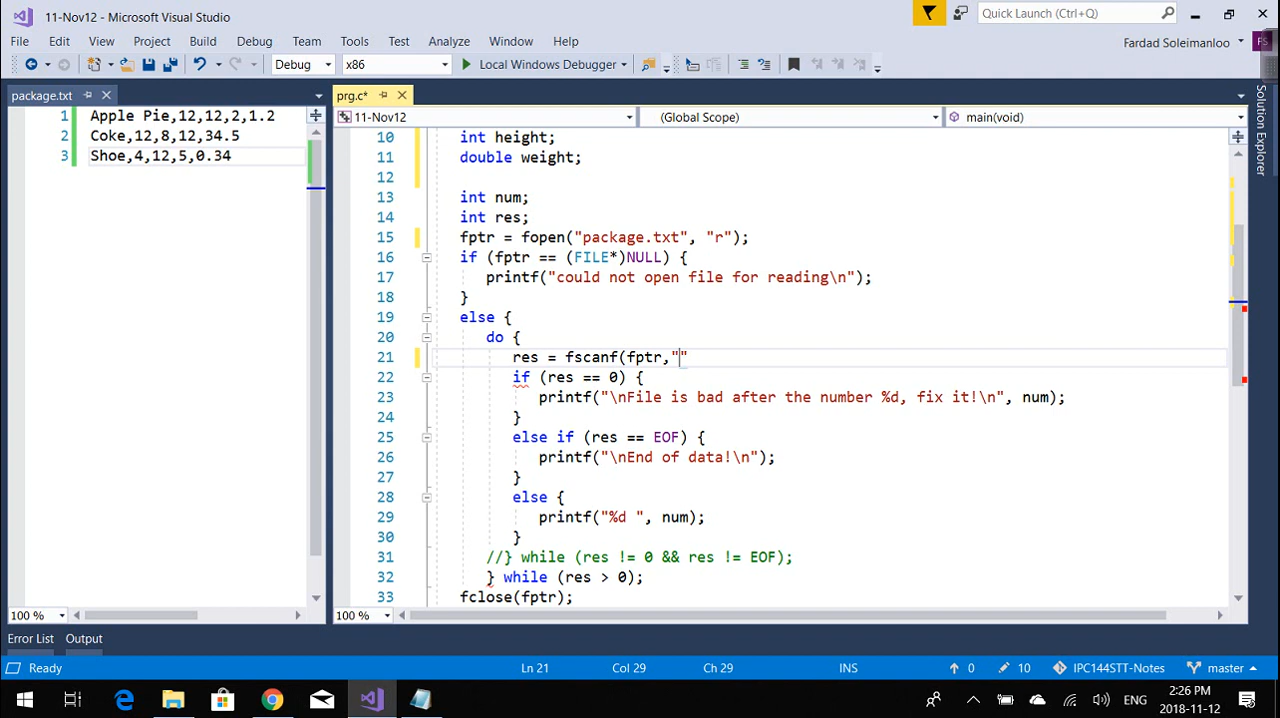 11-Nov12 - Microsoft Visual Studio
Quick Launch (Ctrl+Q)
File Edit View Project Build Debug Team Tools Test Analyze Window Help
Fardad Soleimanloo
FS
Debug x86 Local Windows Debugger
package.txt
prg.c*
11-Nov12 (Global Scope) main(void)
1 Apple Pie,12,12,2,1.2
2 Coke,12,8,12,34.5
3 Shoe,4,12,5,0.34
10 int height;
11 double weight;
12
13 int num;
14 int res;
15 fptr = fopen("package.txt", "r");
16 if (fptr == (FILE*)NULL) {
17 printf("could not open file for reading\n");
18 }
19 else {
20 do {
21 res = fscanf(fptr,""
22 if (res == 0) {
23 printf("\nFile is bad after the number %d, fix it!\n", num);
24 }
25 else if (res == EOF) {
26 printf("\nEnd of data!\n");
27 }
28 else {
29 printf("%d ", num);
30 }
31 //} while (res != 0 && res != EOF);
32 } while (res > 0);
33 fclose(fptr);
Solution Explorer
100 %
100 %
Error List Output
Ready Ln 21 Col 29 Ch 29 INS 0 10 IPC144STT-Notes master
ENG
2:26 PM
2018-11-12